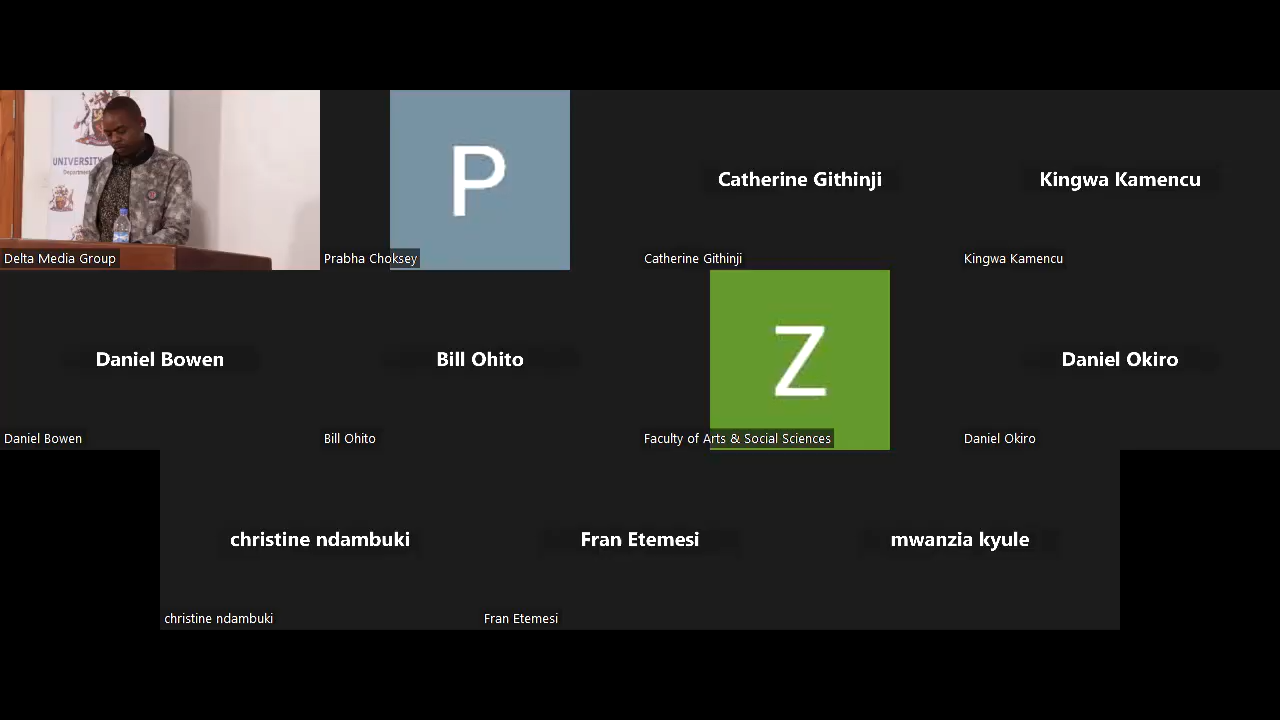 UNIVERSITY
Department
Delta Media Group
P
Prabha Choksey
Catherine Githinji
Catherine Githinji
Kingwa Kamencu
Kingwa Kamencu
Daniel Bowen
Daniel Bowen
Bill Ohito
Bill Ohito
Z
Faculty of Arts & Social Sciences
Daniel Okiro
Daniel Okiro
christine ndambuki
christine ndambuki
Fran Etemesi
Fran Etemesi
mwanzia kyule